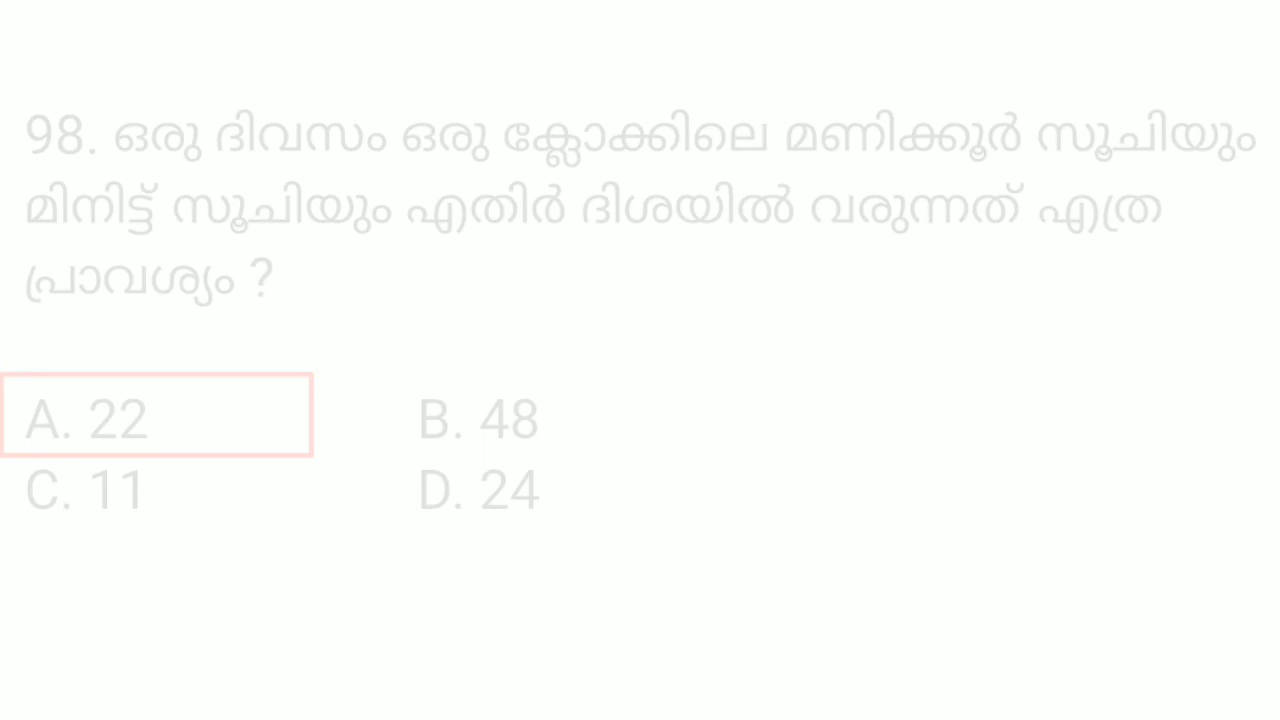 98. ഒരു ദിവസം ഒരു ക്ലോക്കിലെ മണിക്കൂർ സൂചിയും
മിനിട്ട് സൂചിയും എതിർ ദിശയിൽ വരുന്നത് എത്ര
പ്രാവശ്യം ?
A. 22 B. 48
C. 11 D. 24